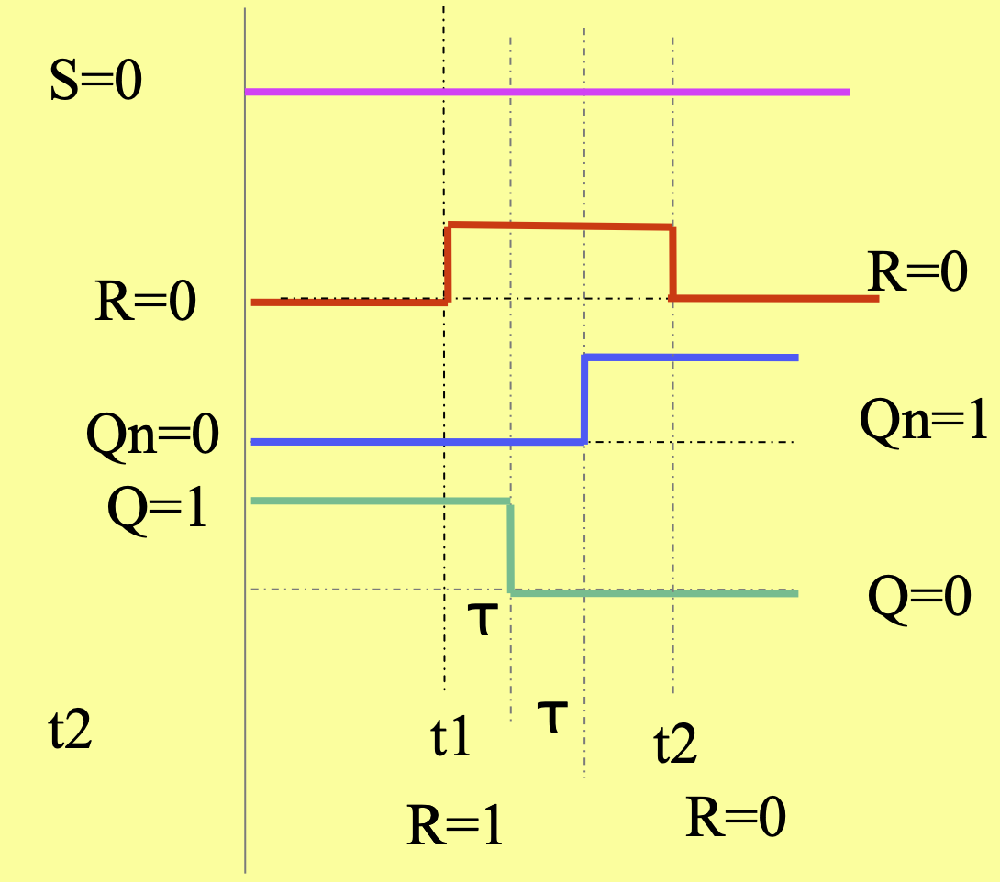 S=0
R=0
R=0
Qn=0
Qn=1
Q=1
Q=0
τ
τ
t2
t1
t2
R=1
R=0